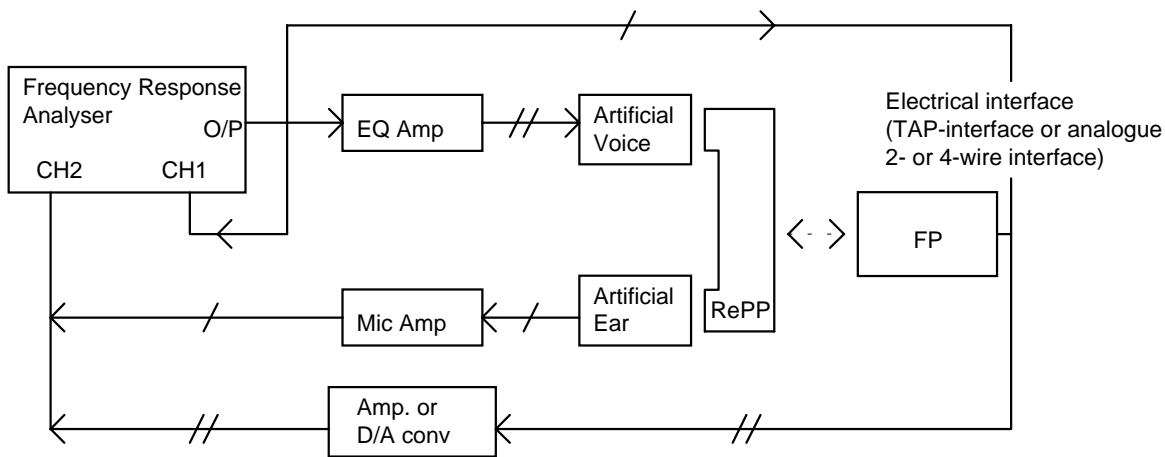 Frequency Response
Analyser
O/P
CH2
CH1
EQ Amp
Artificial
Voice
Electrical interface
(TAP-interface or analogue
2- or 4-wire interface)
FP
Mic Amp
Artificial
Ear
RePP
Amp. or
D/A conv